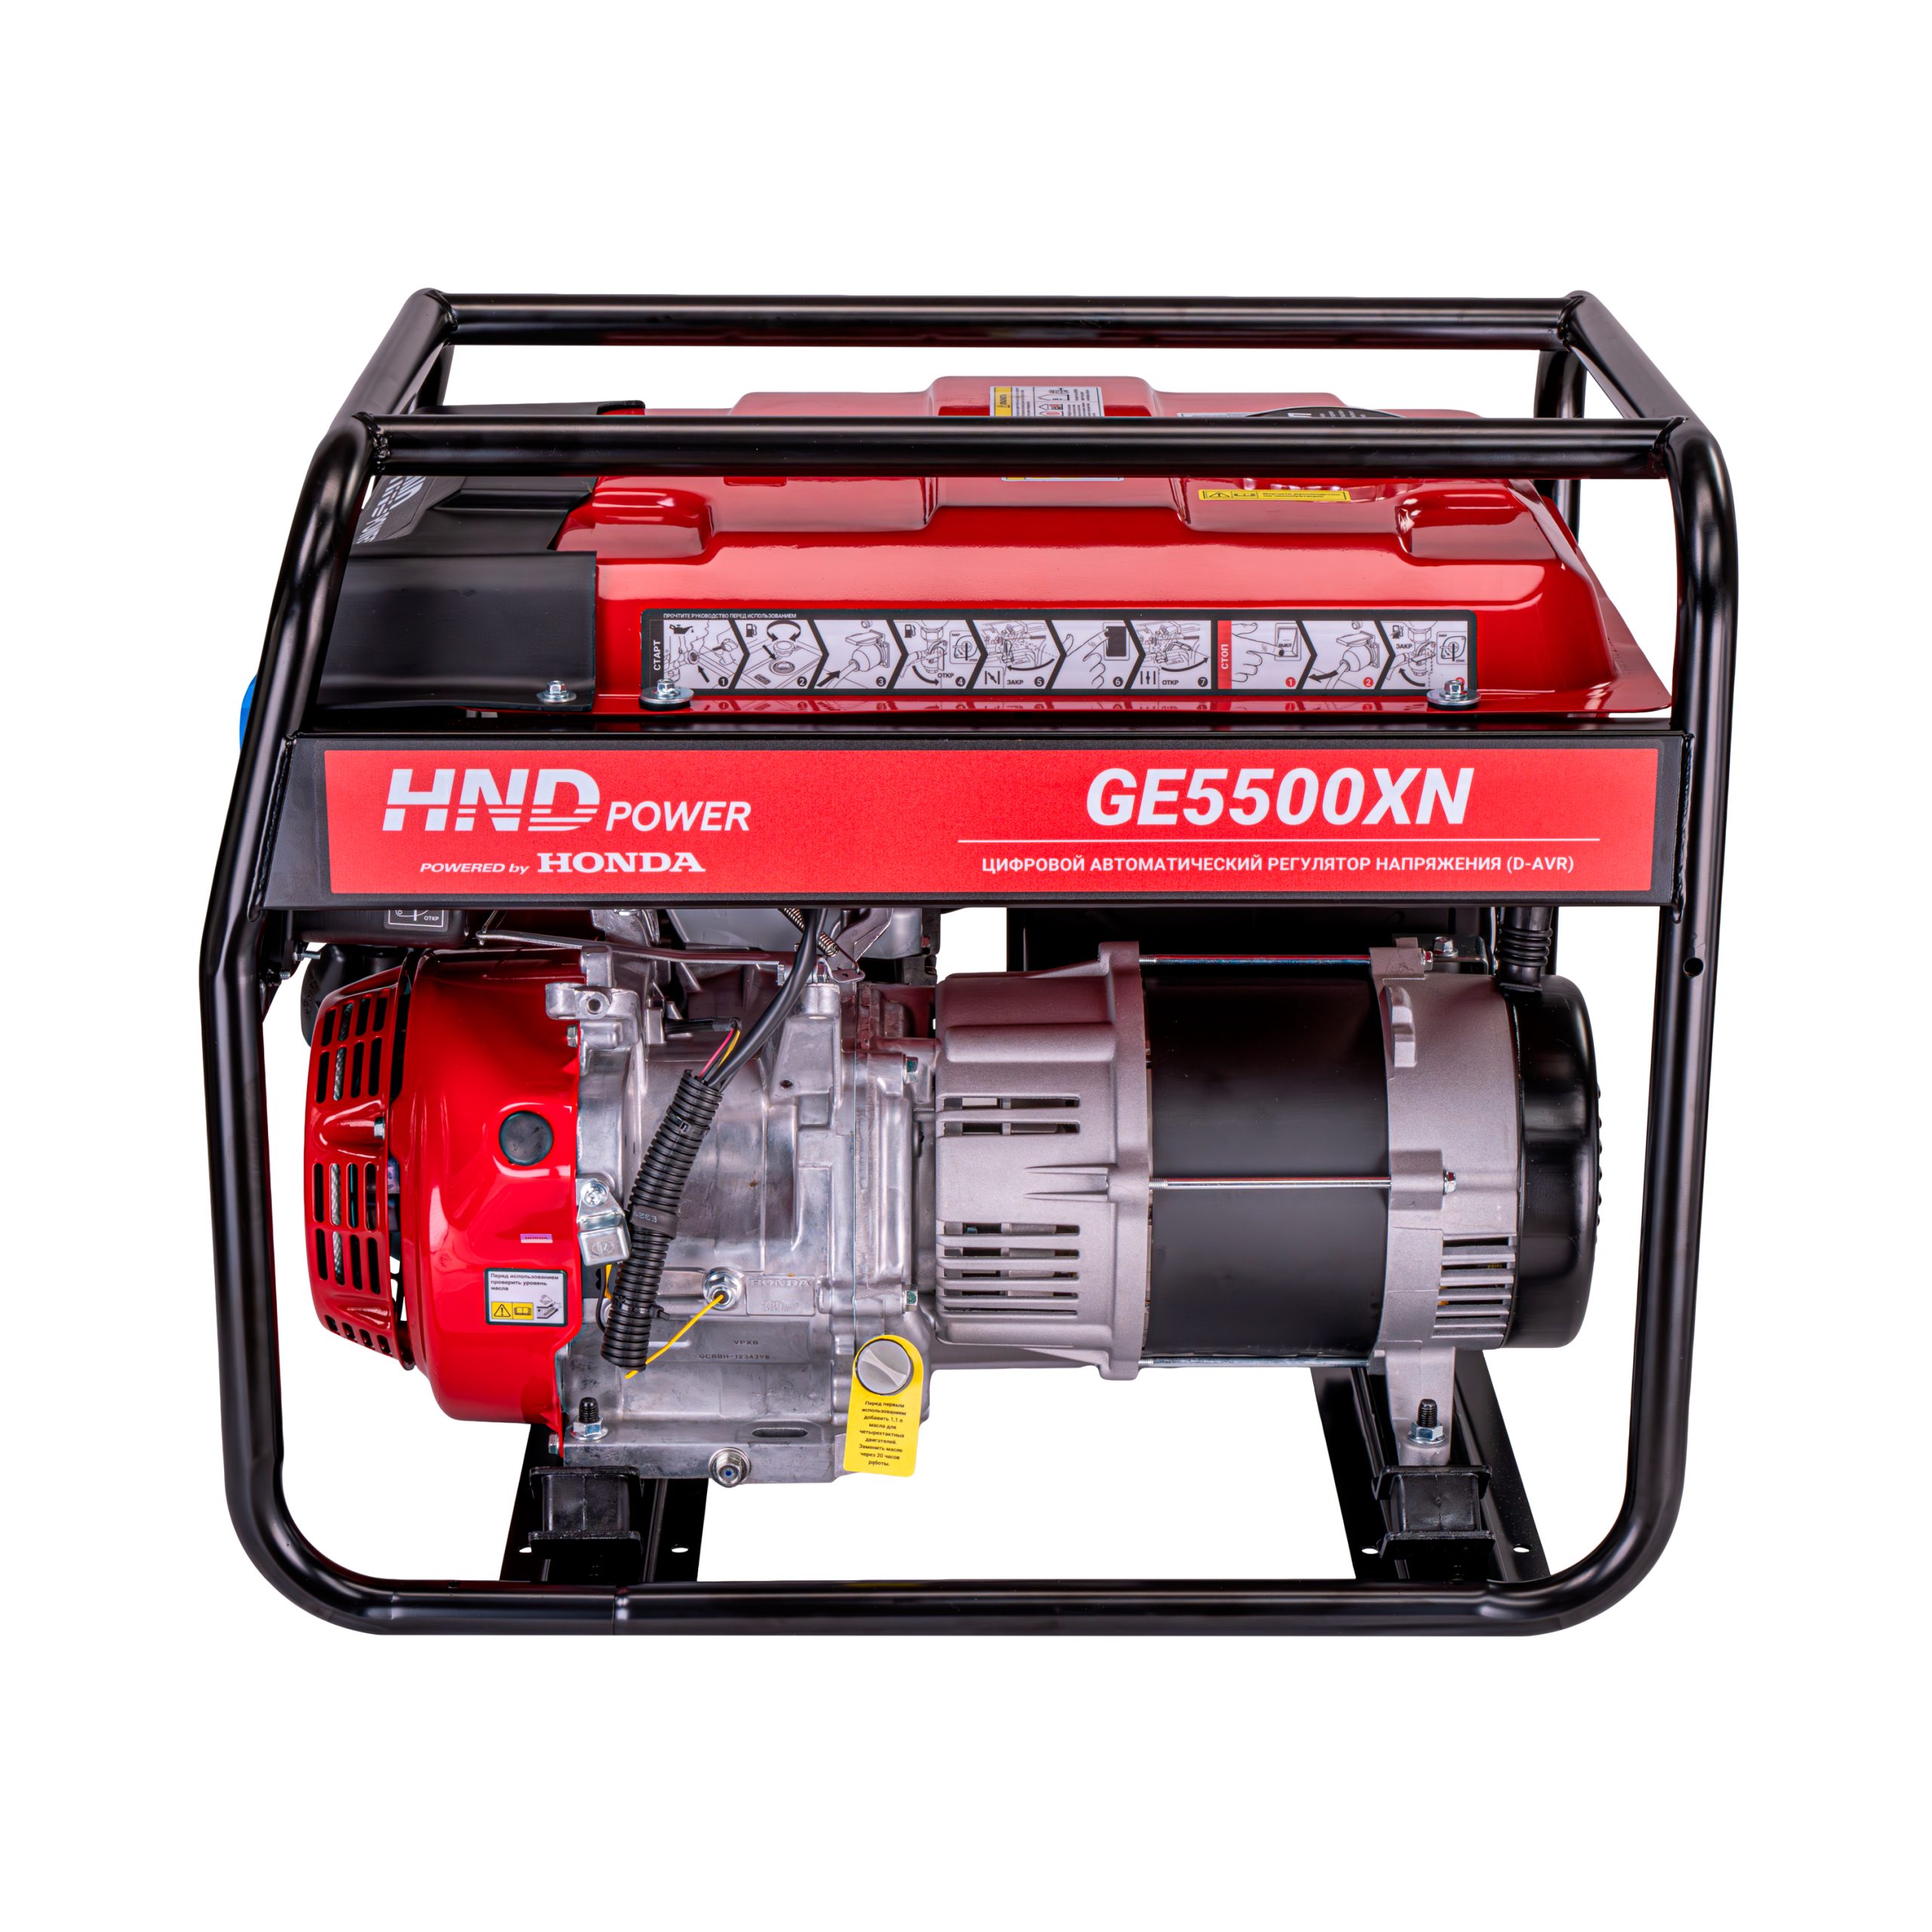 ПРОЧТИТЕ РУКОВОДСТВО ПЕРЕД ИСПОЛЬЗОВАНИЕМ
СТАРТ
1
2
3
ОТКР 4
ЗАКР 5
6
ОТКР 7
СТОП
1
2
ЗАКР
HND POWER
POWERED by HONDA
GE5500XN
ЦИФРОВОЙ АВТОМАТИЧЕСКИЙ РЕГУЛЯТОР НАПРЯЖЕНИЯ (D-AVR)
ОТКР
HONDA
Перед использованием
проверить уровень
масла
HONDA
Перед первым
использованием
добавить 1,1 л
масла для
четырехтактных
двигателей.
Заменить масло
через 20 часов
работы.